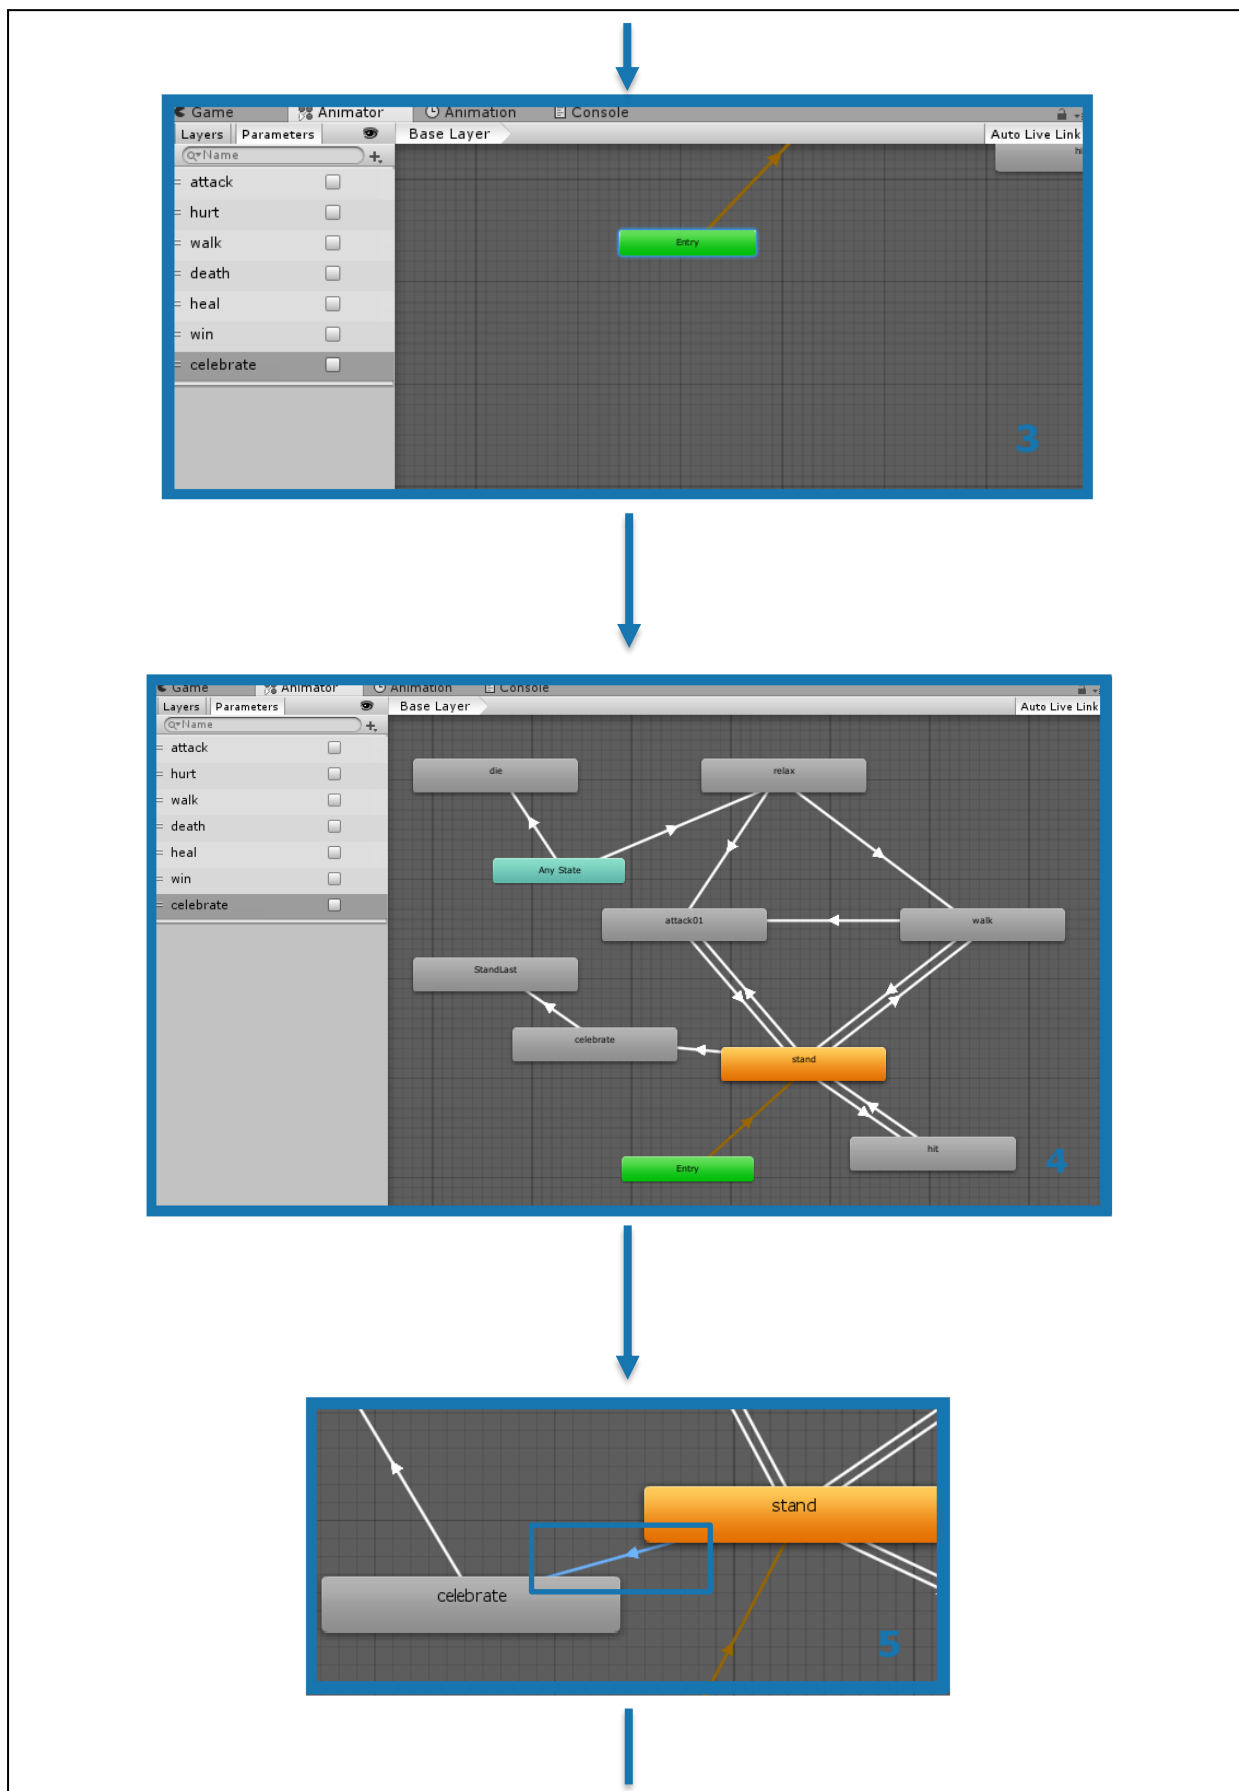 Game Animator Animation Console
Layers Parameters Base Layer Auto Live Link
Name
hi
attack
hurt
Entry
walk
death
heal
win
celebrate
3
Game Animator Animation Console
Layers Parameters Base Layer Auto Live Link
Name
attack
die relax
hurt
walk
death
heal
Any State
win
celebrate
attack01 walk
StandLast
celebrate
stand
hit
Entry
4
stand
celebrate
5